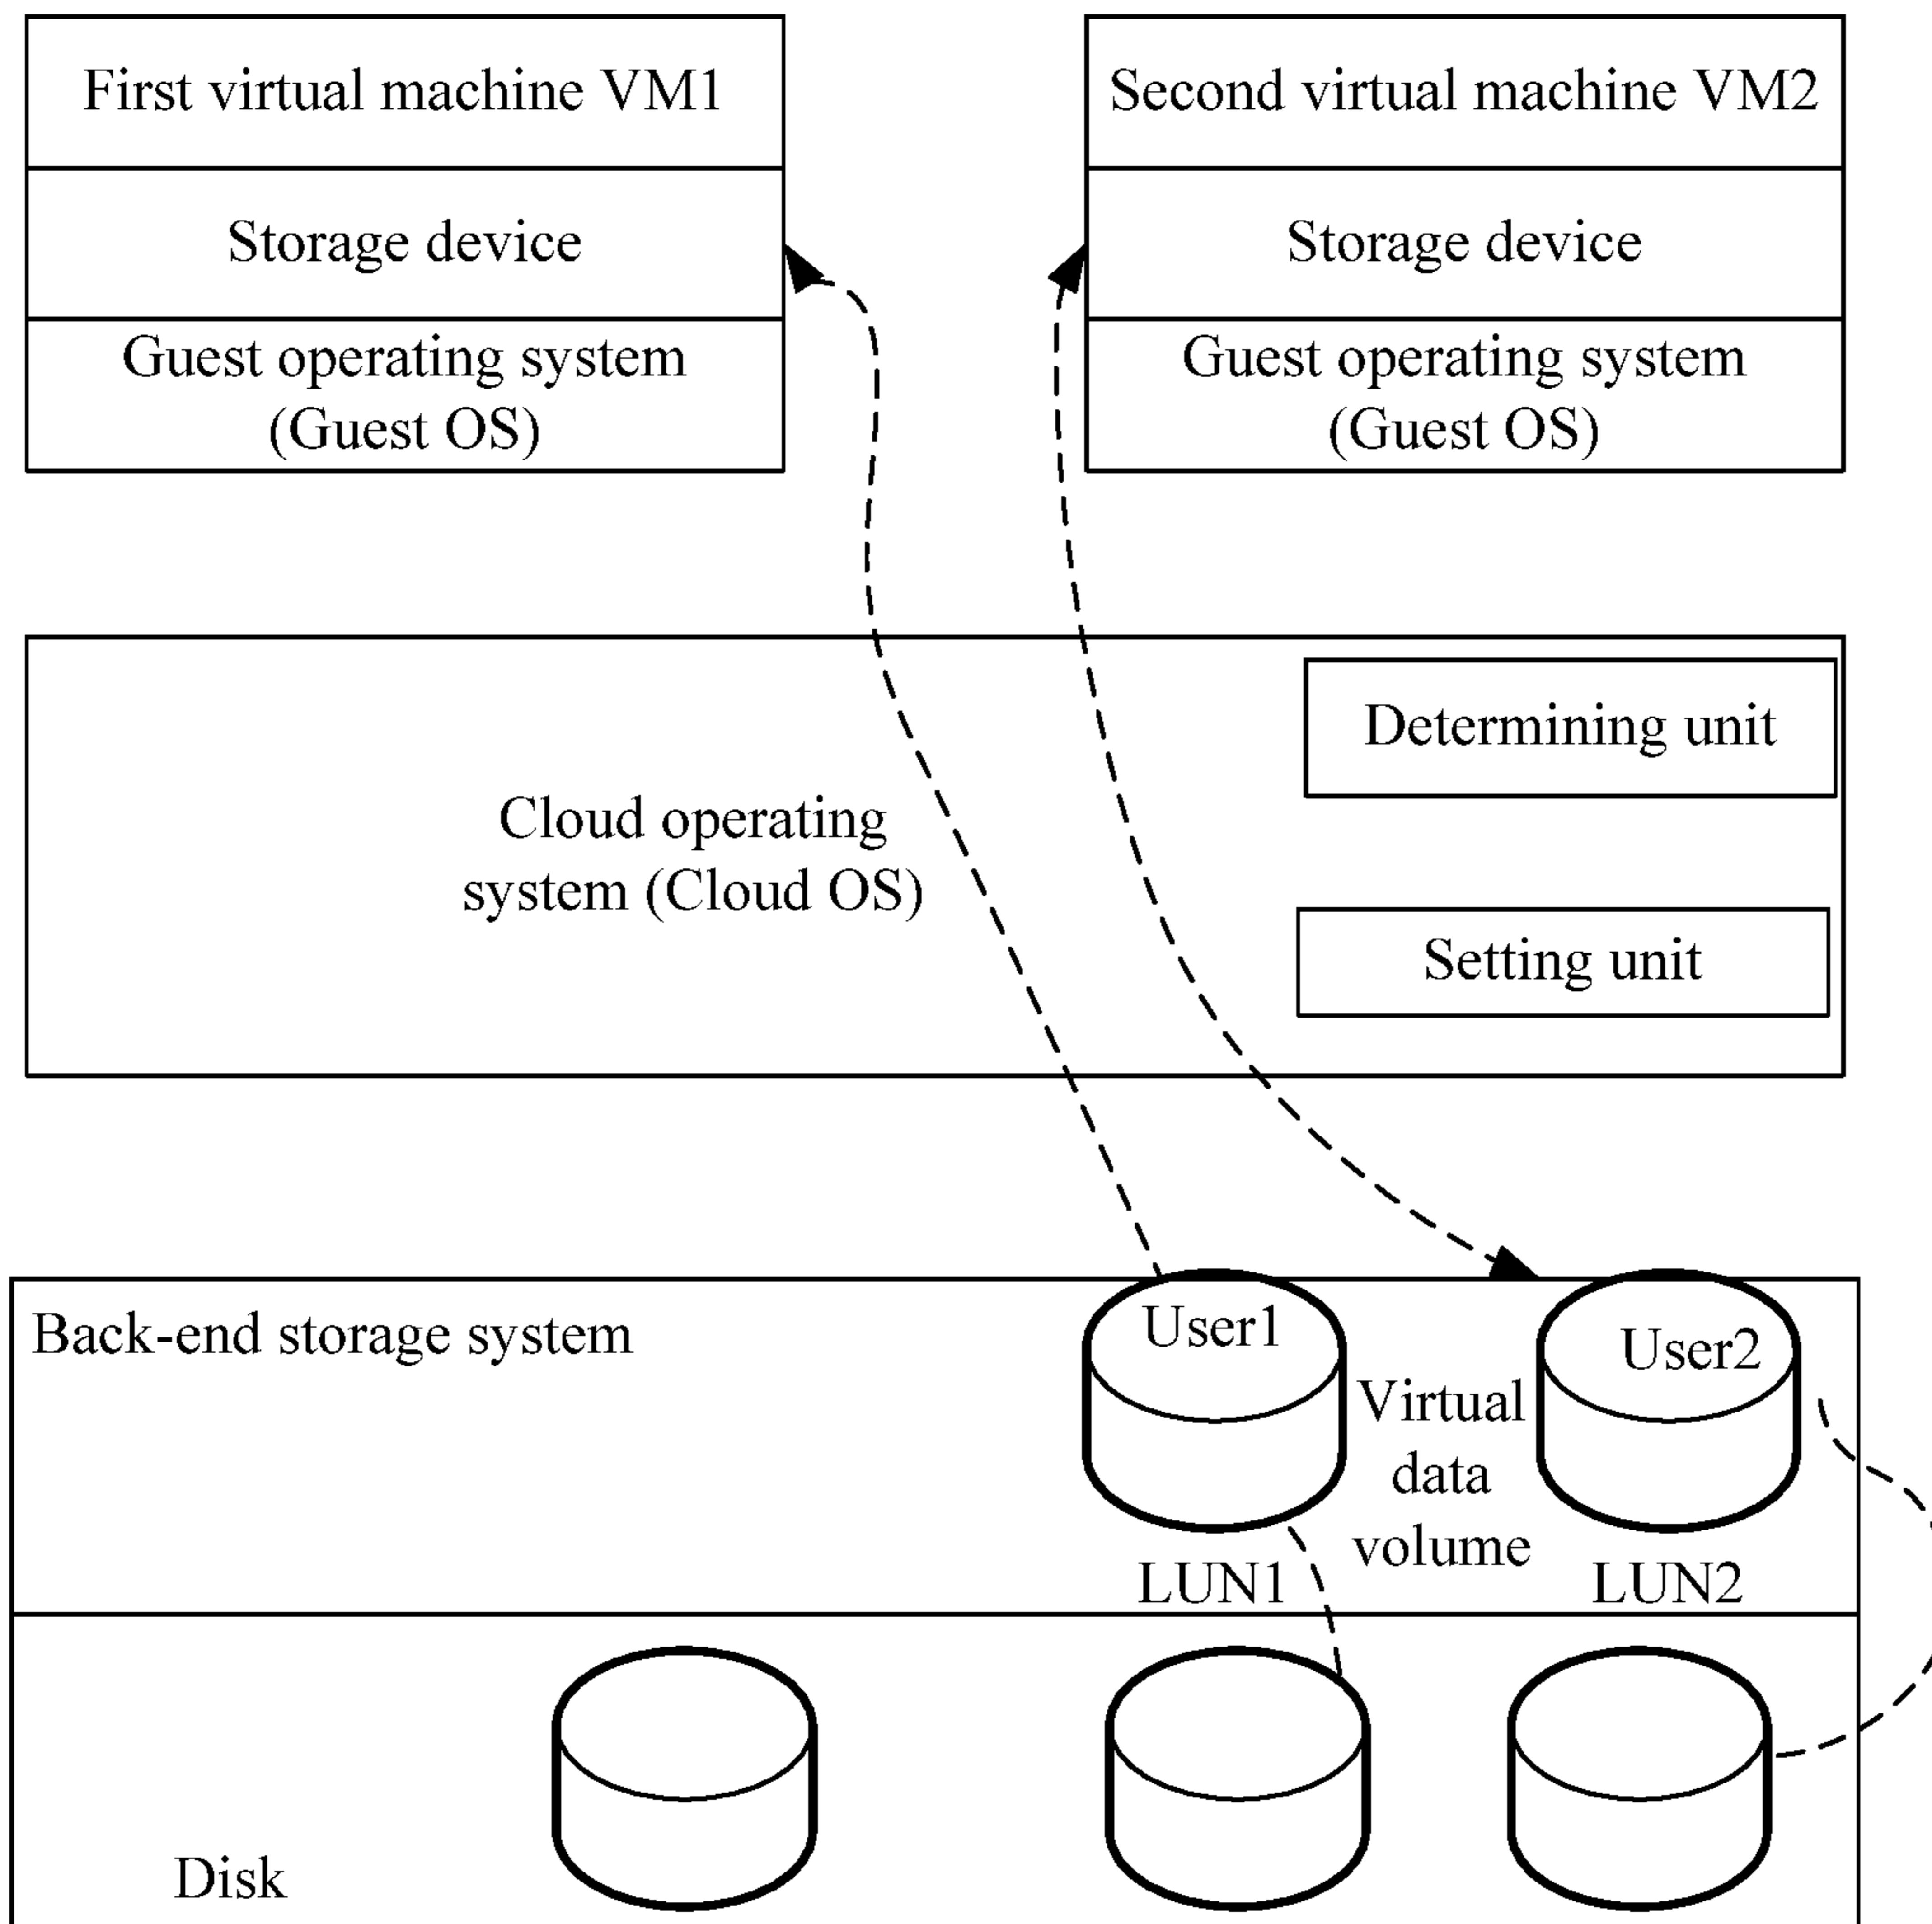 First virtual machine VM1
Second virtual machine VM2
Storage device
Storage device
Guest operating system
(Guest OS)
Guest operating system
(Guest OS)
Determining unit
Cloud operating
system (Cloud OS)
Setting unit
Back-end storage system
User1
User2
Virtual
data
volume
LUN1
LUN2
Disk